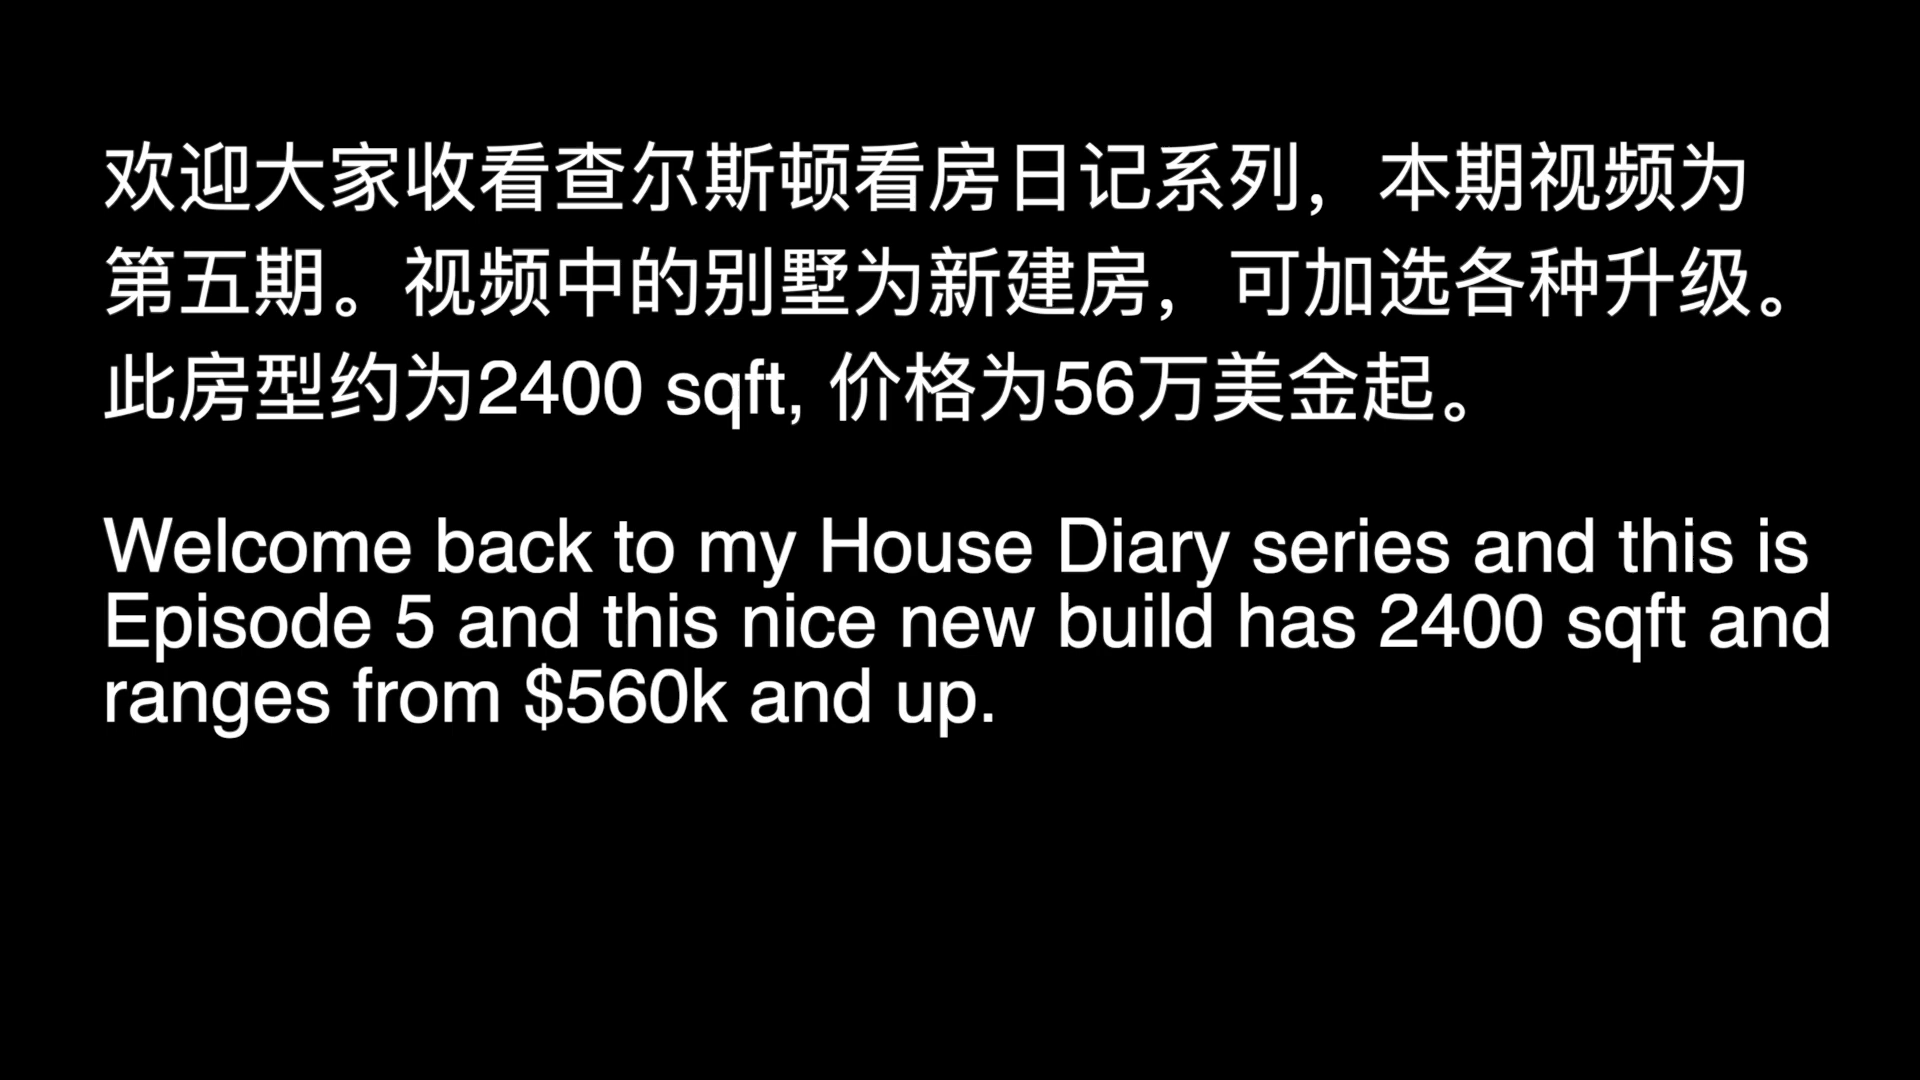 欢迎大家收看查尔斯顿看房日记系列，本期视频为
第五期。视频中的别墅为新建房，可加选各种升级。
此房型约为2400 sqft, 价格为56万美金起。
Welcome back to my House Diary series and this is
Episode 5 and this nice new build has 2400 sqft and
ranges from $560k and up.